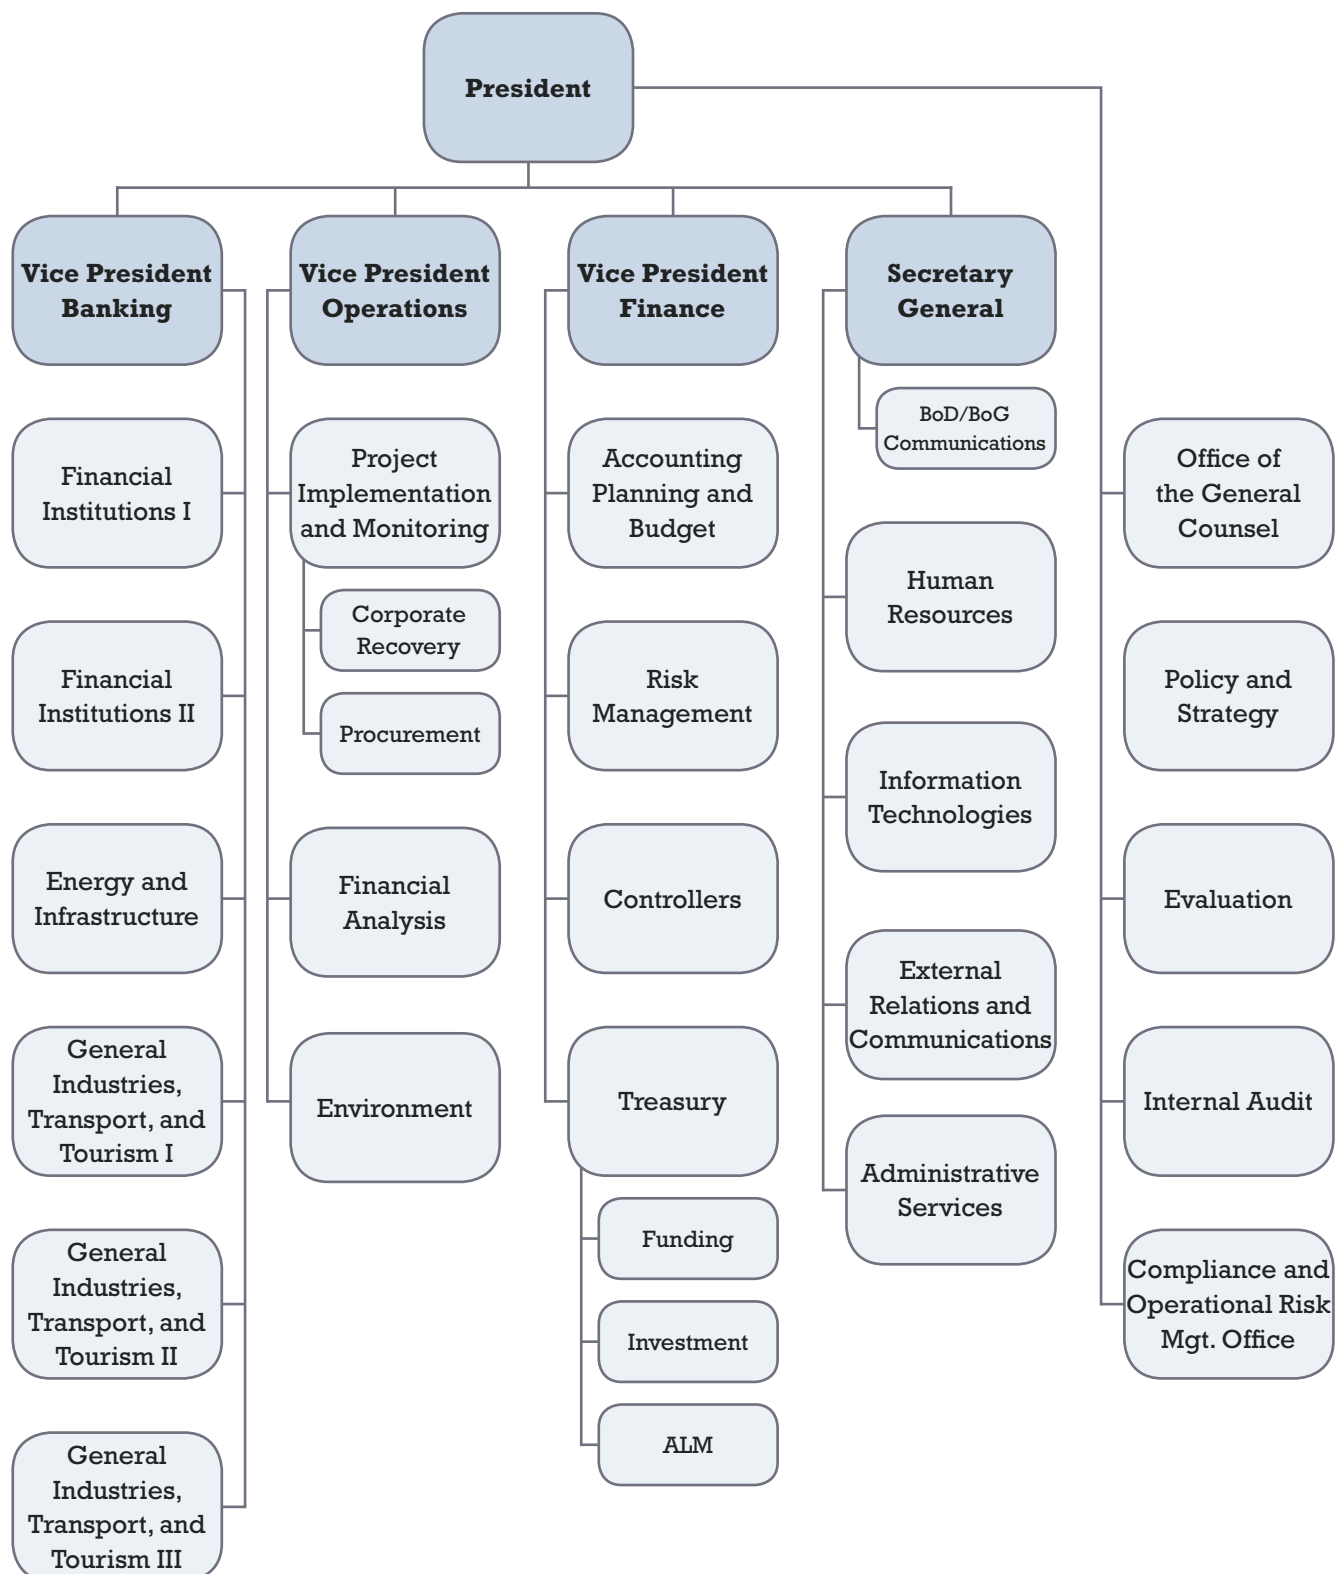 President
Vice President
Banking
Financial
Institutions I
Financial
Institutions II
Energy and
Infrastructure
General
Industries,
Transport, and
Tourism I
General
Industries,
Transport, and
Tourism II
General
Industries,
Transport, and
Tourism III
Vice President
Operations
Project
Implementation
and Monitoring
Corporate
Recovery
Procurement
Financial
Analysis
Environment
Vice President
Finance
Accounting
Planning and
Budget
Risk
Management
Controllers
Treasury
Funding
Investment
ALM
Secretary
General
BoD/BoG
Communications
Human
Resources
Information
Technologies
External
Relations and
Communications
Administrative
Services
Office of
the General
Counsel
Policy and
Strategy
Evaluation
Internal Audit
Compliance and
Operational Risk
Mgt. Office